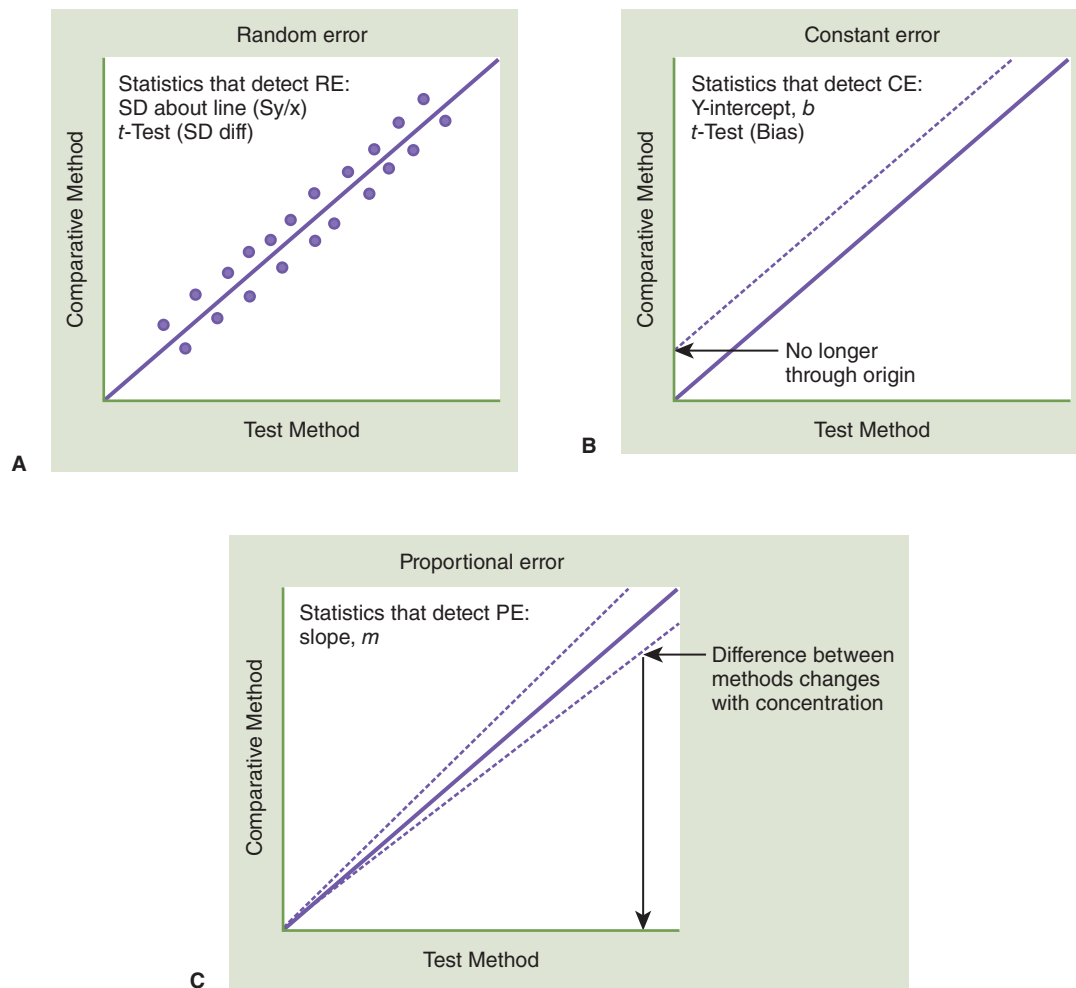 Random error
Statistics that detect RE:
SD about line (Sy/x)
t-Test (SD diff)
Comparative Method
Test Method
A
Constant error
Statistics that detect CE:
Y-intercept, b
t-Test (Bias)
No longer
through origin
Comparative Method
Test Method
B
Proportional error
Statistics that detect PE:
slope, m
Difference between
methods changes
with concentration
Comparative Method
Test Method
C